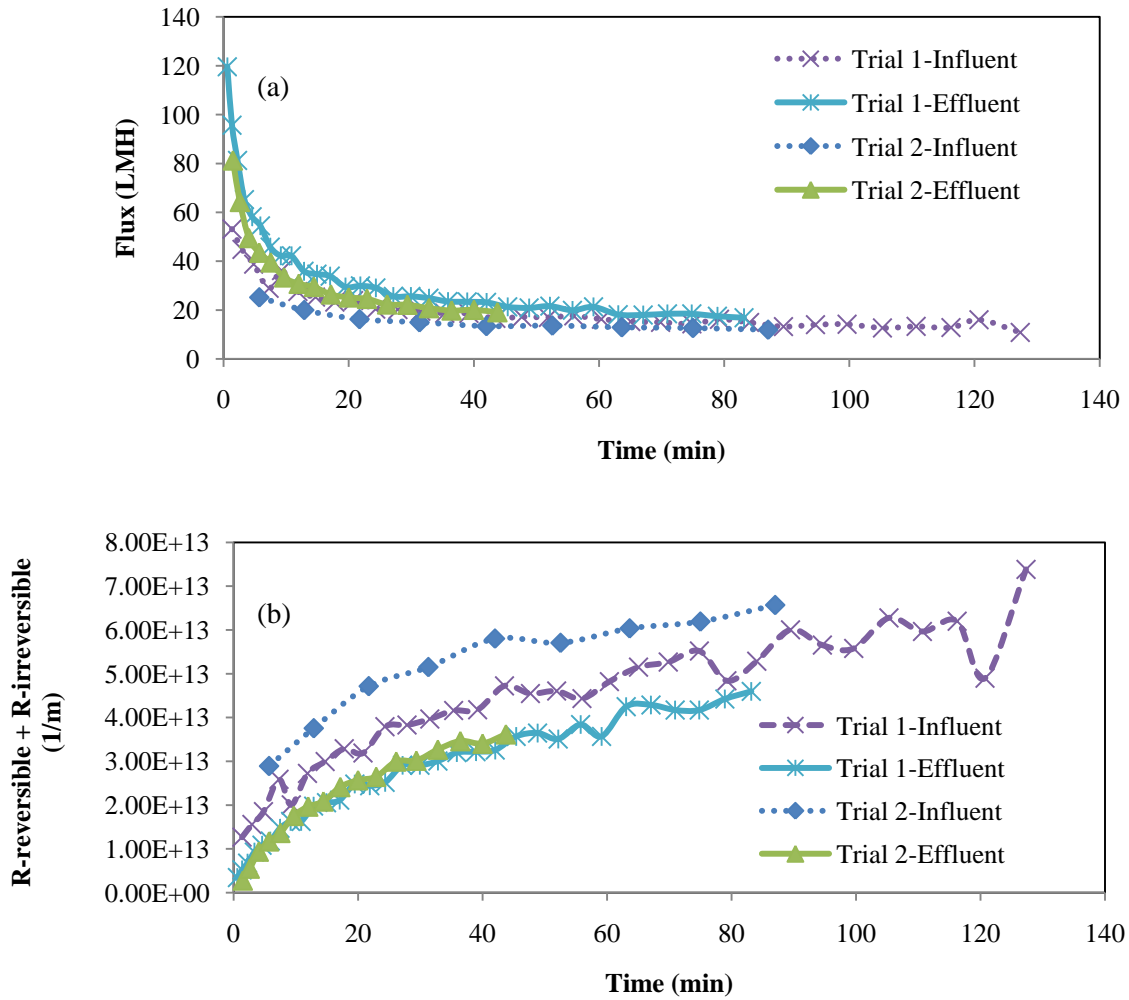 140
120
100
80
60
40
20
0
Flux (LMH)
(a)
Trial 1-Influent
Trial 1-Effluent
Trial 2-Influent
Trial 2-Effluent
0 20 40 60 80 100 120 140
Time (min)
8.00E+13
7.00E+13
6.00E+13
5.00E+13
4.00E+13
3.00E+13
2.00E+13
1.00E+13
0.00E+00
R-reversible + R-irreversible
(1/m)
(b)
Trial 1-Influent
Trial 1-Effluent
Trial 2-Influent
Trial 2-Effluent
0 20 40 60 80 100 120 140
Time (min)